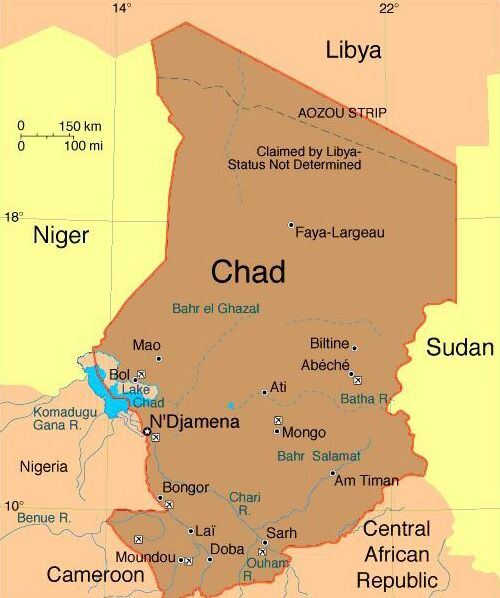 14°
22°
Libya
0 150 km
0 100 mi
AOZOU STRIP
Claimed by Libya-
Status Not Determined
18°
Niger
Faya-Largeau
Chad
Bahr el Ghazal
Mao
Biltine
Sudan
Abéché
Bol
Lake
Chad
Ati
Batha R.
Komadugu
Gana R.
N'Djamena
Mongo
Nigeria
Bahr Salamat
Am Timan
Bongor
10°
Chari
R.
Benue R.
Laï
Sarh
Central
African
Republic
Moundou
Doba
Ouham
R.
Cameroon